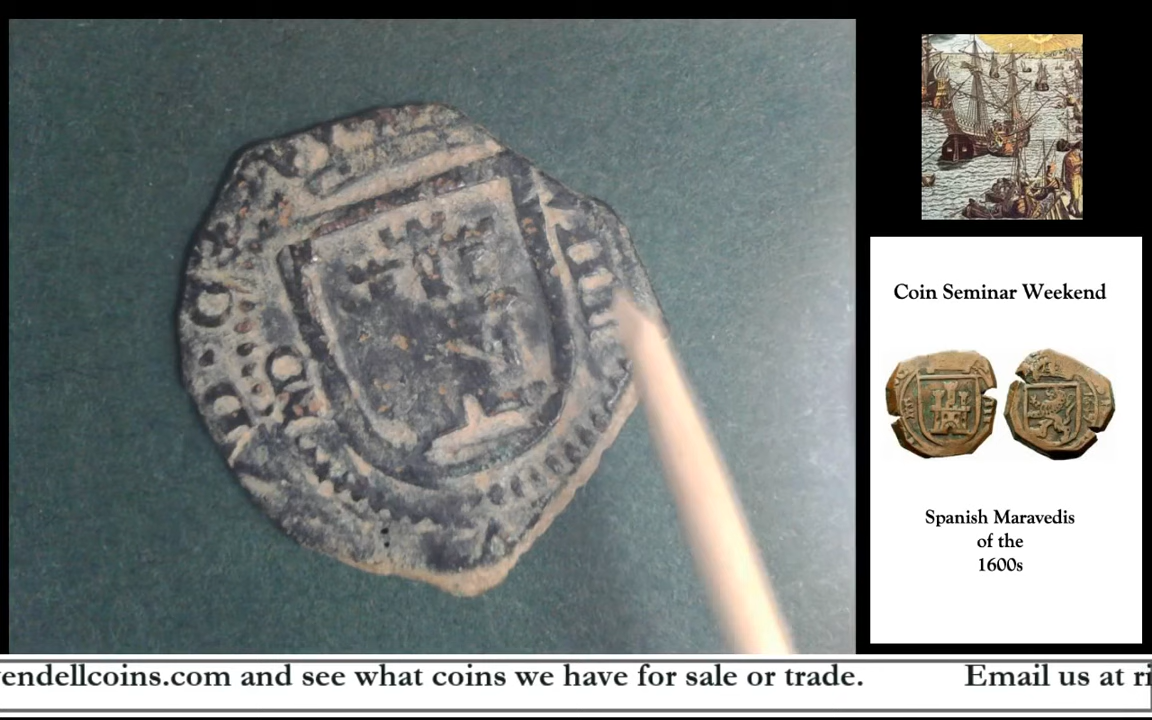 Coin Seminar Weekend
Spanish Maravedis
of the
1600s
endellcoins.com and see what coins we have for sale or trade. Email us at ri